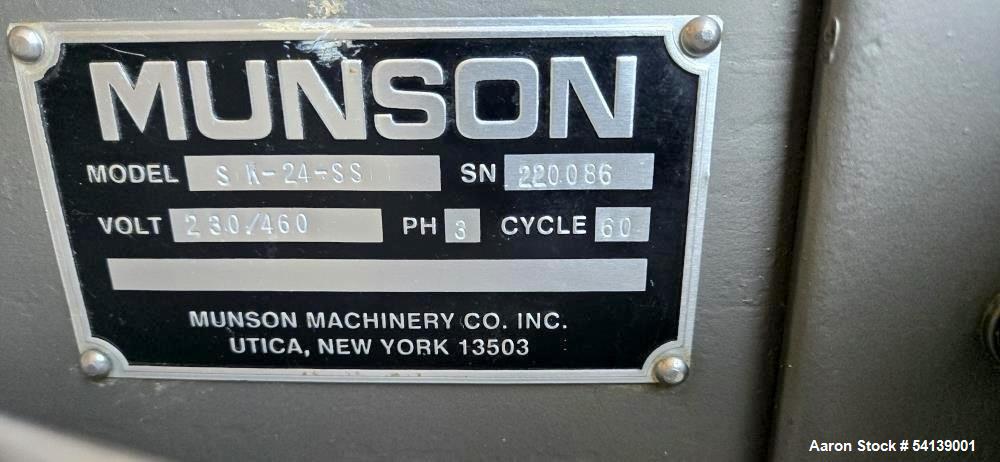 MUNSON
MODEL -24-SS SN 220086
VOLT 230/460 PH 3 CYCLE 60
MUNSON MACHINERY CO. INC.
UTICA, NEW YORK 13503
Aaron Stock # 54139001